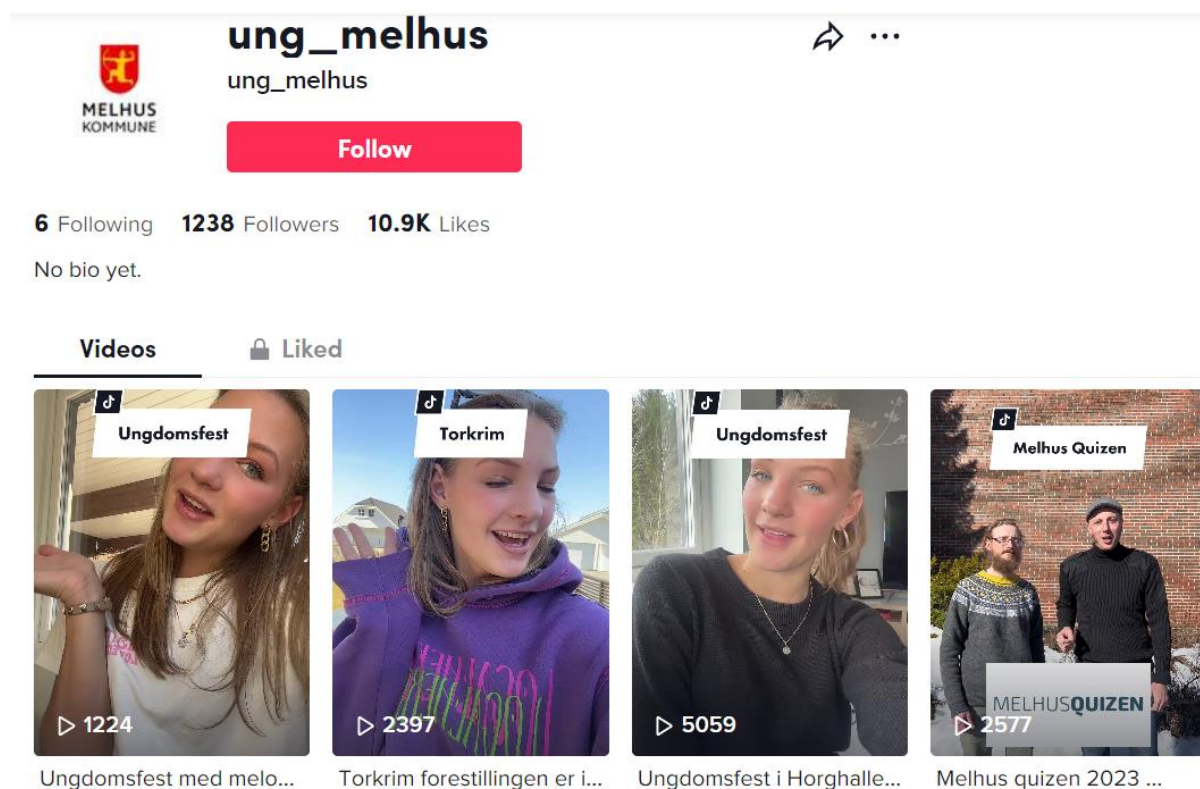 ung_melhus
ung_melhus
MELHUS
KOMMUNE
Follow
6 Following 1238 Followers 10.9K Likes
No bio yet.
Videos Liked
Ungdomsfest
1224
Ungdomsfest med melo...
Torkrim
2397
Torkrim forestillingen er i...
Ungdomsfest
5059
Ungdomsfest i Horghalle...
Melhus Quizen
MELHUSQUIZEN
2577
Melhus quizen 2023 ...